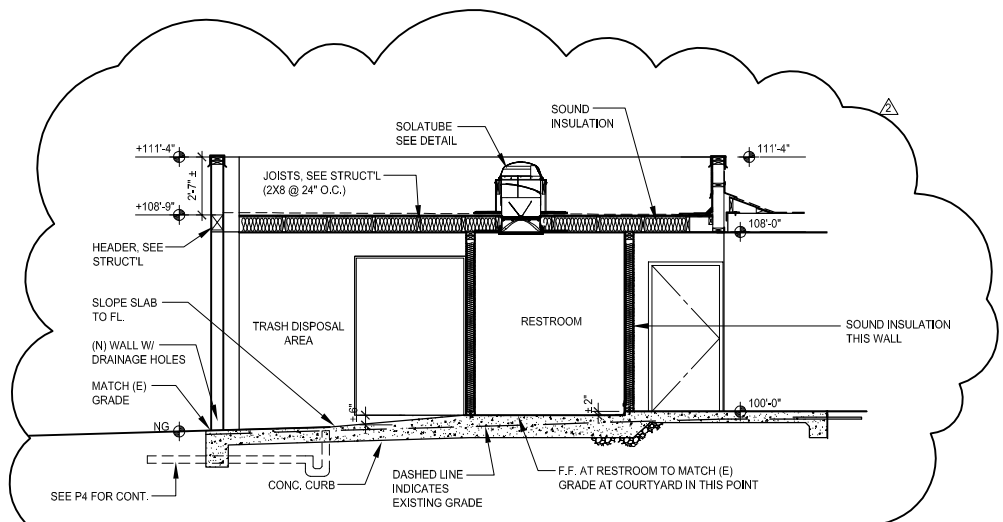 2
SOLATUBE
SEE DETAIL
SOUND
INSULATION
+111'-4"
111'-4"
JOISTS, SEE STRUCT'L
(2X8 @ 24" O.C.)
2'-7" ±
+108'-9"
108'-0"
HEADER, SEE
STRUCT'L
SLOPE SLAB
TO FL.
TRASH DISPOSAL
AREA
RESTROOM
SOUND INSULATION
THIS WALL
(N) WALL W/
DRAINAGE HOLES
MATCH (E)
GRADE
± 6"
± 2"
100'-0"
NG
SEE P4 FOR CONT.
CONC. CURB
DASHED LINE
INDICATES
EXISTING GRADE
F.F. AT RESTROOM TO MATCH (E)
GRADE AT COURTYARD IN THIS POINT